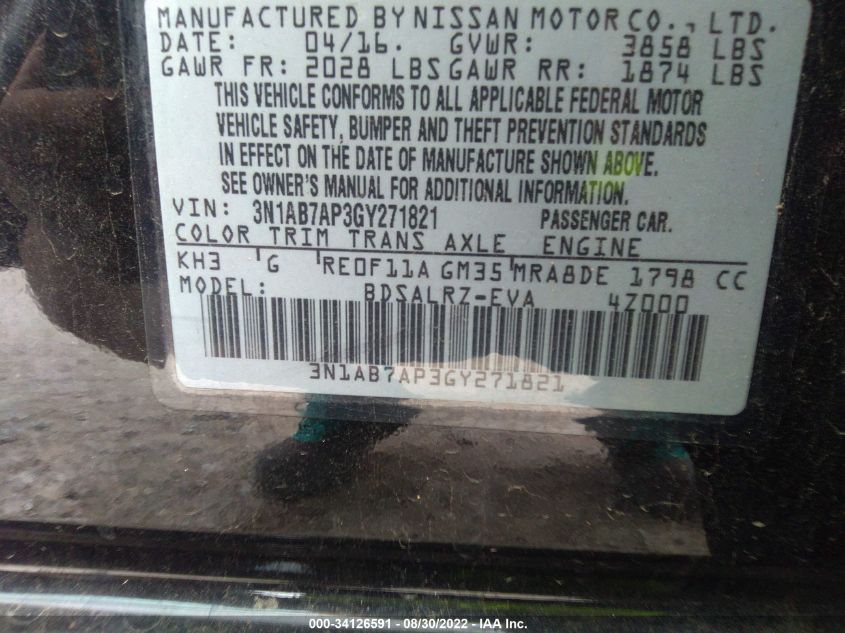 MANUFACTURED BY NISSAN MOTOR CO., LTD.
DATE: 04/16. GVWR: 3858 LBS
GAWR FR: 2028 LBS GAWR RR: 1874 LBS
THIS VEHICLE CONFORMS TO ALL APPLICABLE FEDERAL MOTOR
VEHICLE SAFETY, BUMPER AND THEFT PREVENTION STANDARDS
IN EFFECT ON THE DATE OF MANUFACTURE SHOWN ABOVE.
SEE OWNER'S MANUAL FOR ADDITIONAL INFORMATION.
VIN: 3N1AB7AP3GY271821 PASSENGER CAR.
COLOR TRIM TRANS AXLE ENGINE
KH3 G RE0F11A GM35 MRA8DE 1798 CC
MODEL: BDSALRZ-EVA 4Z000
3N1AB7AP3GY271821
000-34126591 - 08/30/2022 - IAA Inc.